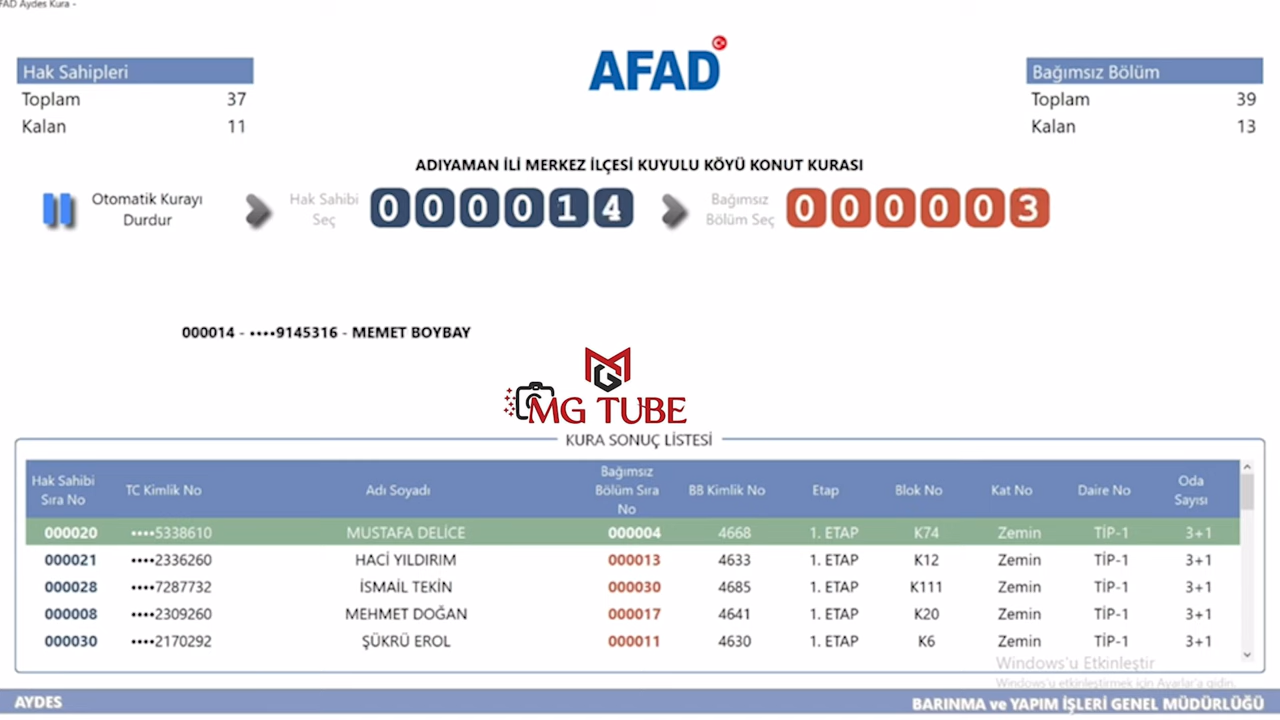 FAD Aydes Kura -
AFAD
Hak Sahipleri
Toplam 37
Kalan 11
Bağımsız Bölüm
Toplam 39
Kalan 13
ADIYAMAN İLİ MERKEZ İLÇESİ KUYULU KÖYÜ KONUT KURASI
Otomatik Kurayı
Durdur
Hak Sahibi
Seç
000014
Bağımsız
Bölüm Seç
000003
000014 - ••••9145316 - MEMET BOYBAY
MG
MG TUBE
KURA SONUÇ LİSTESİ
Hak Sahibi Sıra No TC Kimlik No Adı Soyadı Bağımsız Bölüm Sıra No BB Kimlik No Etap Blok No Kat No Daire No Oda Sayısı
000020 ••••5338610 MUSTAFA DELİCE 000004 4668 1. ETAP K74 Zemin TİP-1 3+1
000021 ••••2336260 HACİ YILDIRIM 000013 4633 1. ETAP K12 Zemin TİP-1 3+1
000028 ••••7287732 İSMAİL TEKİN 000030 4685 1. ETAP K111 Zemin TİP-1 3+1
000008 ••••2309260 MEHMET DOĞAN 000017 4641 1. ETAP K20 Zemin TİP-1 3+1
000030 ••••2170292 ŞÜKRÜ EROL 000011 4630 1. ETAP K6 Zemin TİP-1 3+1
Windows'u Etkinleştir
Windows'u etkinleştirmek için Ayarlar'a gidin.
AYDES
BARINMA ve YAPIM İŞLERİ GENEL MÜDÜRLÜĞÜ